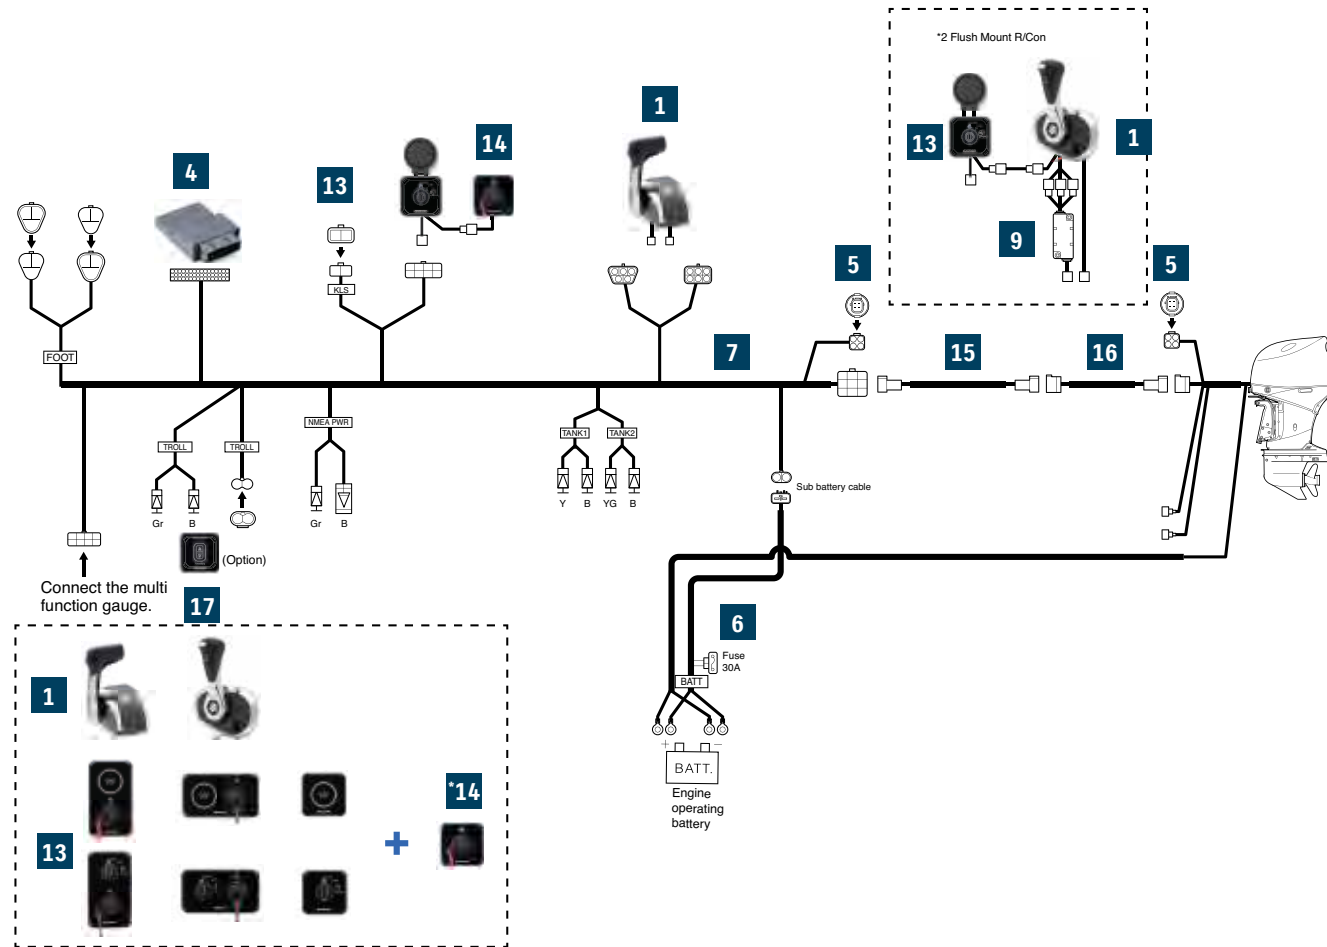 *2 Flush Mount R/Con
1
14
13
1
4
13
9
5
5
KLS
FOOT
7
15
16
NMEA PWR
TROLL
TROLL
TANK1
TANK2
Sub battery cable
Y
B
YG
B
Gr
B
Gr
B
(Option)
Connect the multi
function gauge.
17
6
Fuse
30A
BATT
1
+
−
BATT.
Engine
operating
battery
*14
13
+